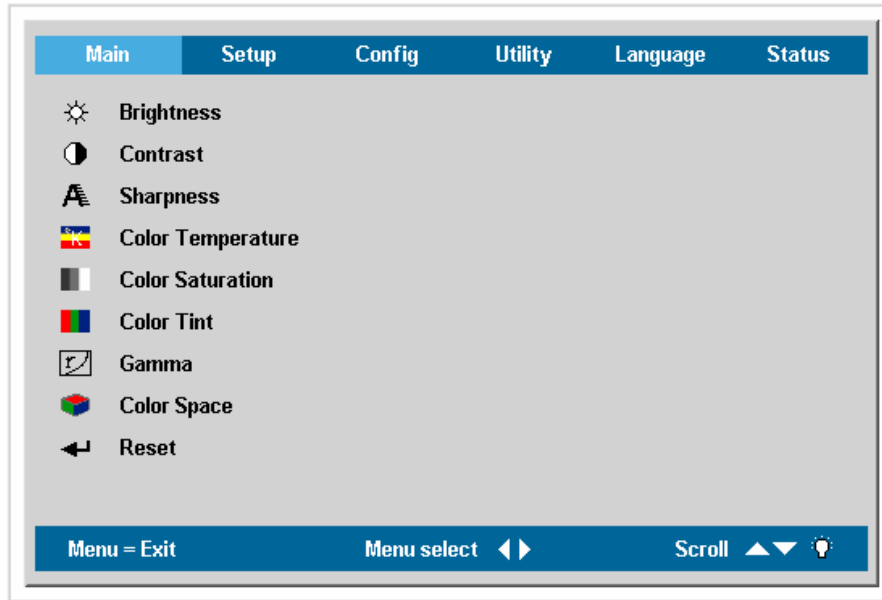 Main Setup Config Utility Language Status
Brightness
Contrast
Sharpness
Color Temperature
Color Saturation
Color Tint
Gamma
Color Space
Reset
Menu = Exit Menu select Scroll